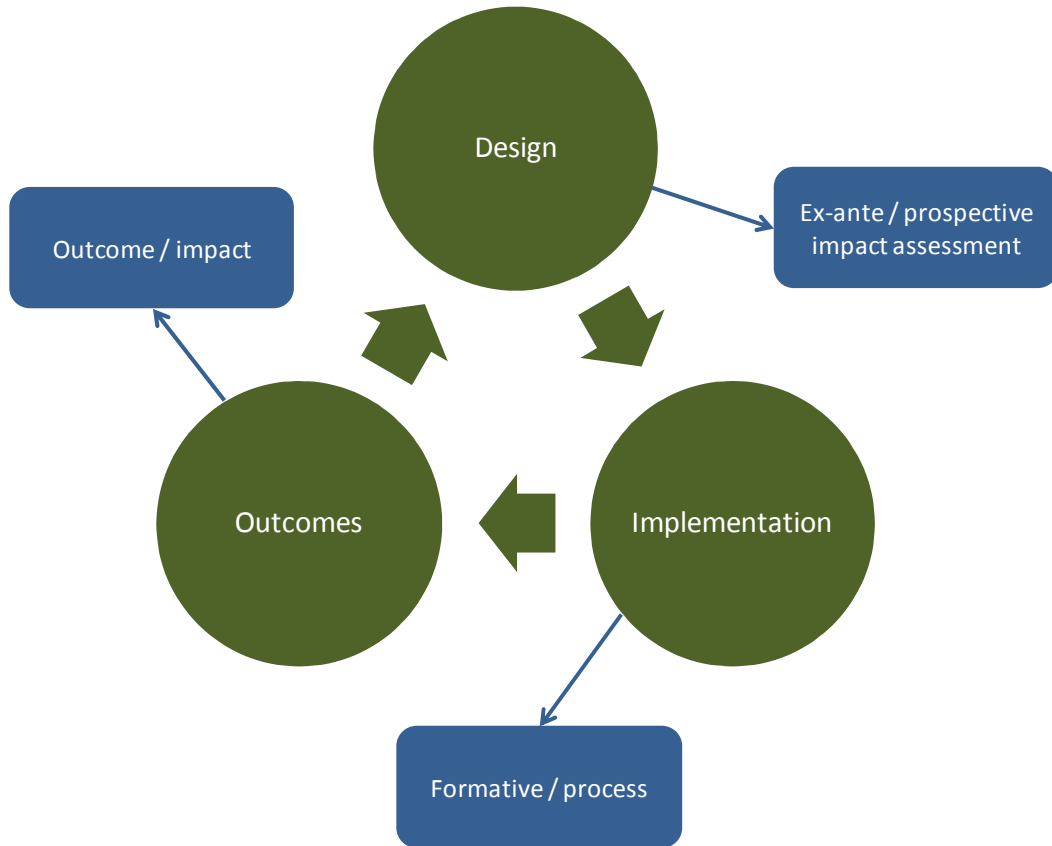 Design
Ex-ante / prospective
impact assessment
Outcome / impact
Outcomes
Implementation
Formative / process